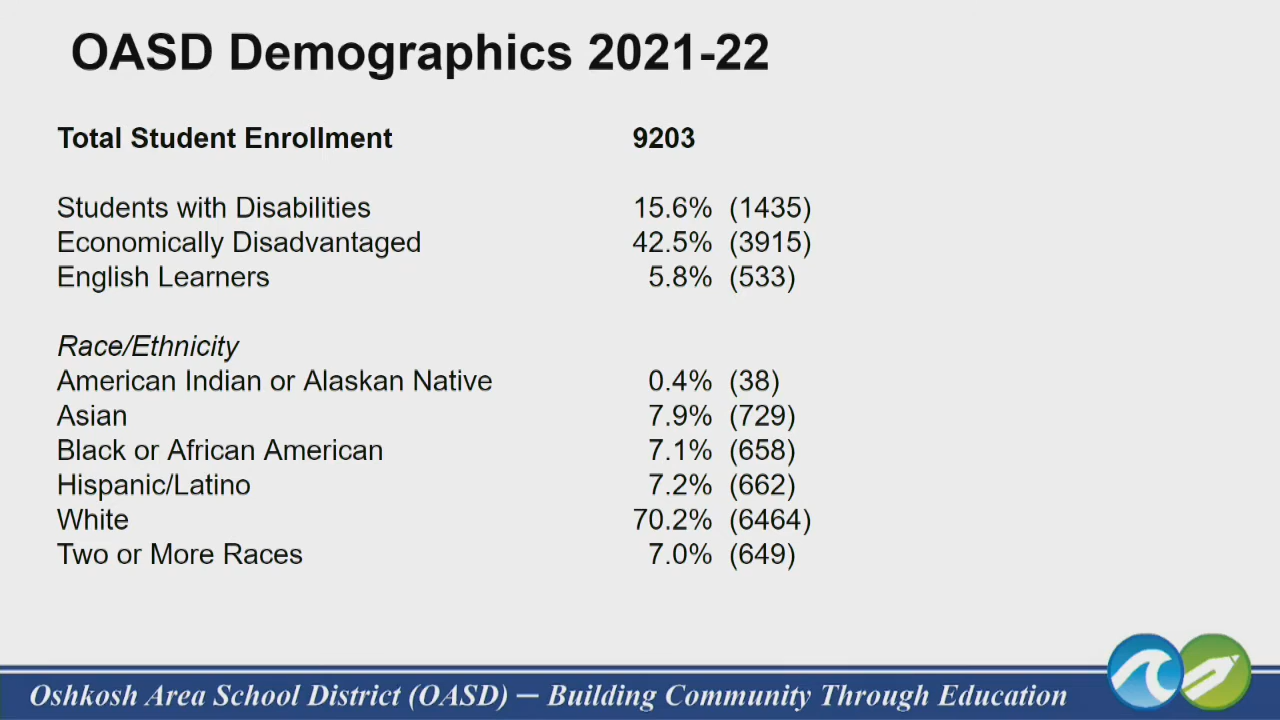 OASD Demographics 2021-22
Total Student Enrollment 9203
Students with Disabilities 15.6% (1435)
Economically Disadvantaged 42.5% (3915)
English Learners 5.8% (533)
Race/Ethnicity
American Indian or Alaskan Native 0.4% (38)
Asian 7.9% (729)
Black or African American 7.1% (658)
Hispanic/Latino 7.2% (662)
White 70.2% (6464)
Two or More Races 7.0% (649)
Oshkosh Area School District (OASD) — Building Community Through Education